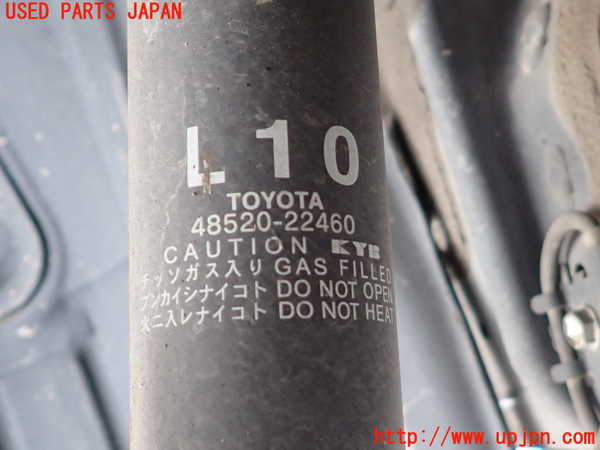 USED PARTS JAPAN
L10
TOYOTA
48520-22460
CAUTION KYB
チッソガス入り GAS FILLED
ブンカイシナイコト DO NOT OPEN
火ニ入レナイコト DO NOT HEAT
https://www.upjpn.com/